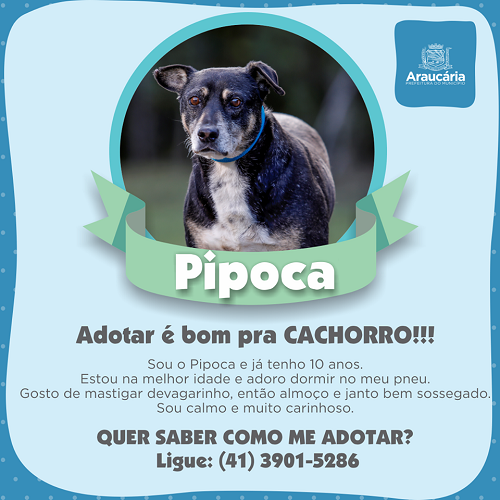 Araucária
PREFEITURA DO MUNICÍPIO
Pipoca
Adotar é bom pra CACHORRO!!!
Sou o Pipoca e já tenho 10 anos.
Estou na melhor idade e adoro dormir no meu pneu.
Gosto de mastigar devagarinho, então almoço e janto bem sossegado.
Sou calmo e muito carinhoso.
QUER SABER COMO ME ADOTAR?
Ligue: (41) 3901-5286